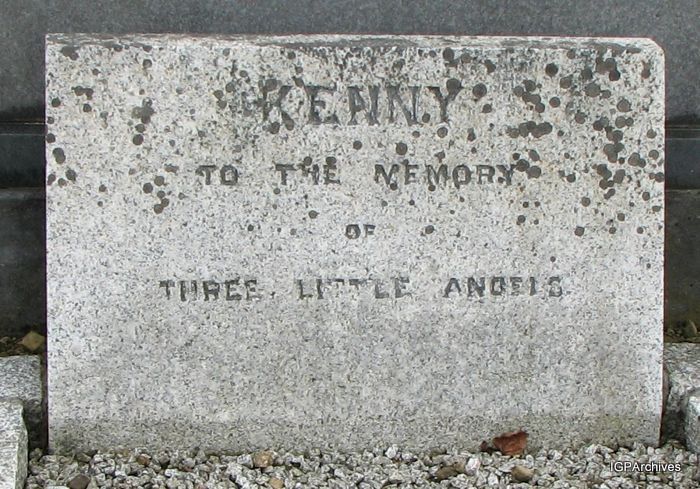 KENNY
TO THE MEMORY
OF
THREE LITTLE ANGELS
IGPArchives